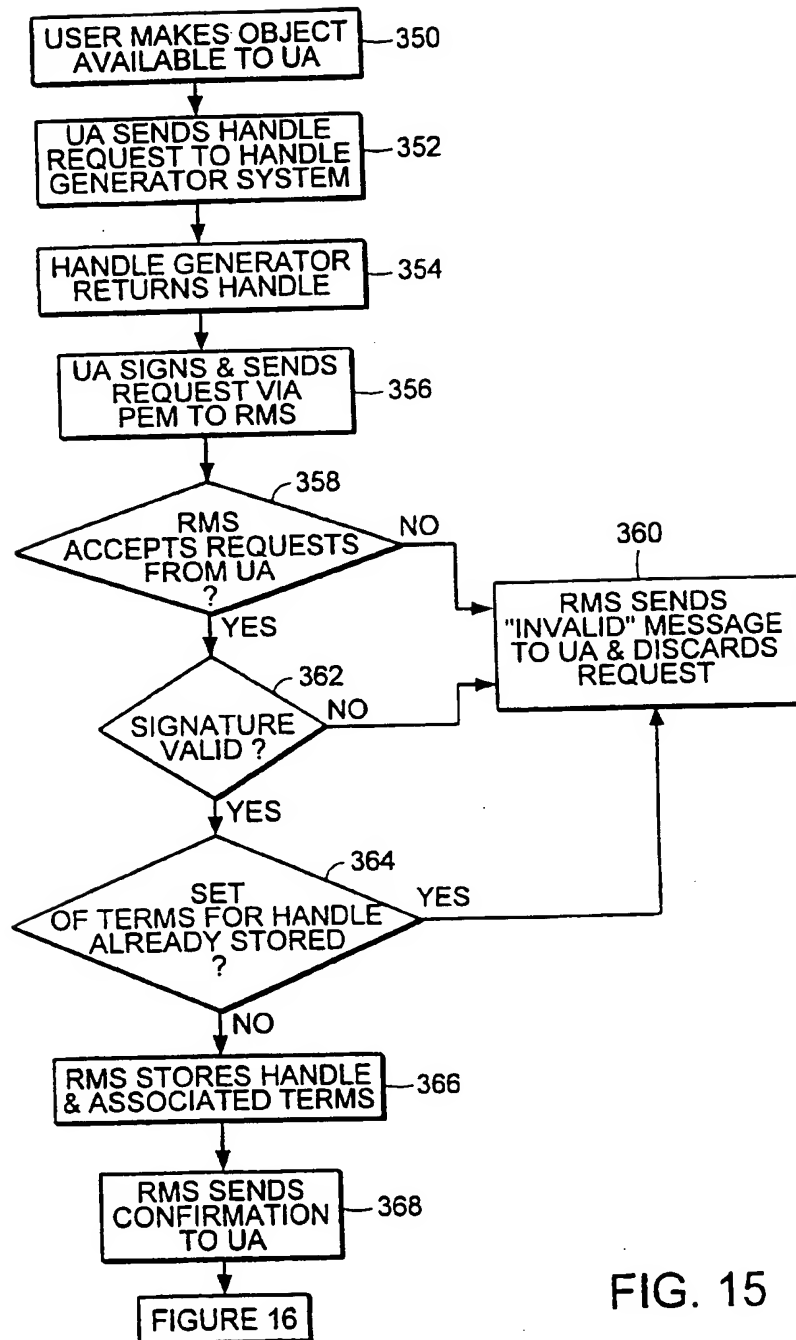 USER MAKES OBJECT
AVAILABLE TO UA
350
UA SENDS HANDLE
REQUEST TO HANDLE
GENERATOR SYSTEM
352
HANDLE GENERATOR
RETURNS HANDLE
354
UA SIGNS & SENDS
REQUEST VIA
PEM TO RMS
356
358
RMS
ACCEPTS REQUESTS
FROM UA
?
NO
YES
360
RMS SENDS
"INVALID" MESSAGE
TO UA & DISCARDS
REQUEST
362
SIGNATURE
VALID ?
NO
YES
364
SET
OF TERMS FOR HANDLE
ALREADY STORED
?
YES
NO
RMS STORES HANDLE
& ASSOCIATED TERMS
366
RMS SENDS
CONFIRMATION
TO UA
368
FIGURE 16
FIG. 15